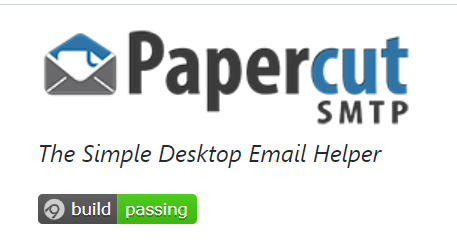 Papercut
SMTP
The Simple Desktop Email Helper
build passing